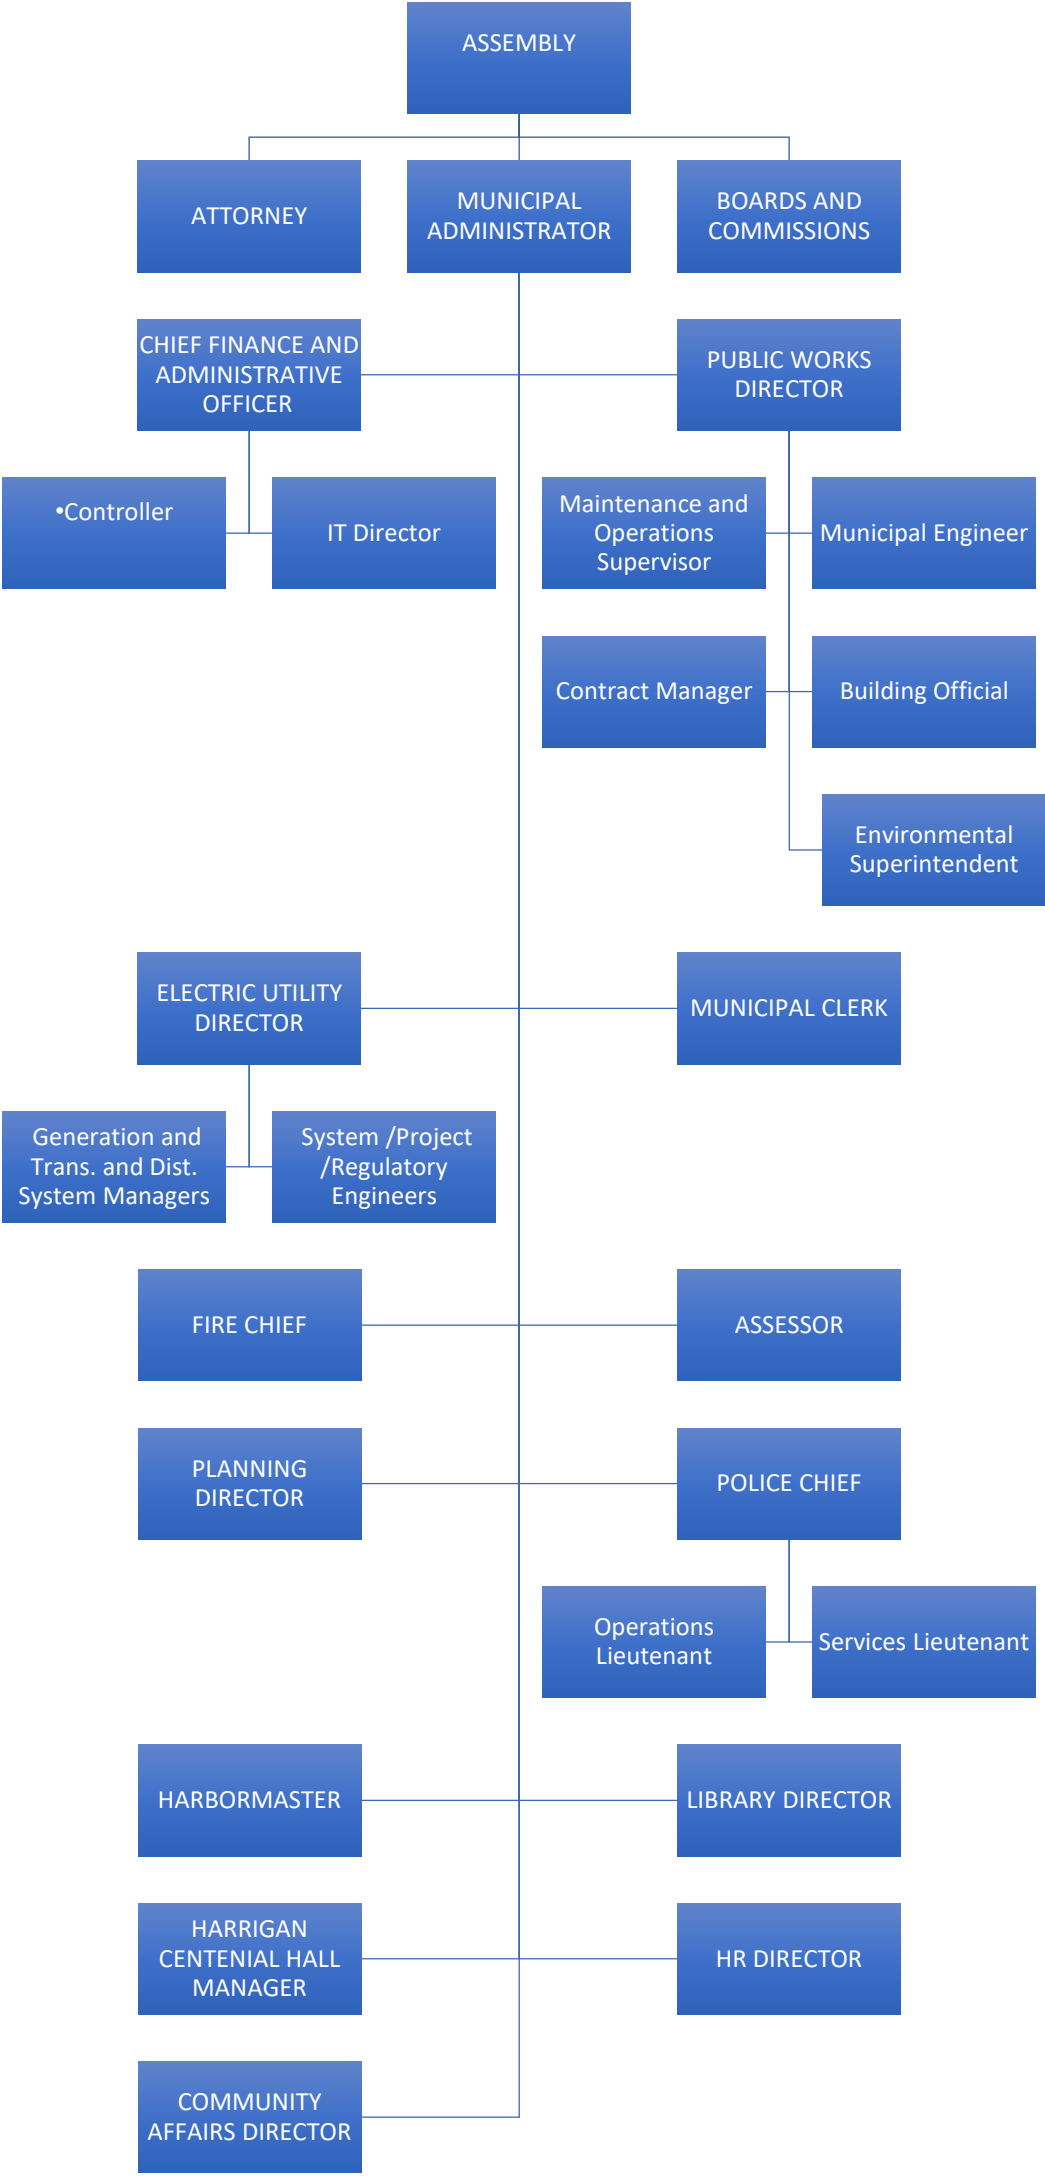 ASSEMBLY
ATTORNEY
MUNICIPAL
ADMINISTRATOR
BOARDS AND
COMMISSIONS
CHIEF FINANCE AND
ADMINISTRATIVE
OFFICER
PUBLIC WORKS
DIRECTOR
•Controller
IT Director
Maintenance and
Operations
Supervisor
Municipal Engineer
Contract Manager
Building Official
Environmental
Superintendent
ELECTRIC UTILITY
DIRECTOR
MUNICIPAL CLERK
Generation and
Trans. and Dist.
System Managers
System /Project
/Regulatory
Engineers
FIRE CHIEF
ASSESSOR
PLANNING
DIRECTOR
POLICE CHIEF
Operations
Lieutenant
Services Lieutenant
HARBORMASTER
LIBRARY DIRECTOR
HARRIGAN
CENTENIAL HALL
MANAGER
HR DIRECTOR
COMMUNITY
AFFAIRS DIRECTOR